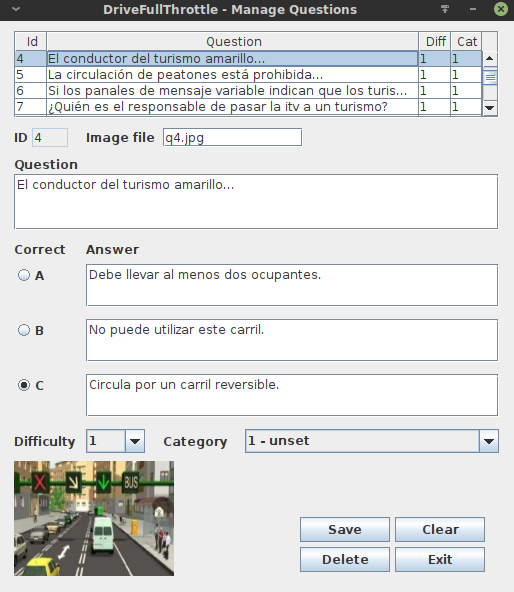 DriveFullThrottle - Manage Questions
Id Question Diff Cat
4 El conductor del turismo amarillo... 1 1
5 La circulación de peatones está prohibida... 1 1
6 Si los panales de mensaje variable indican que los turis... 1 1
7 ¿Quién es el responsable de pasar la itv a un turismo? 1 1
ID 4 Image file q4.jpg
Question
El conductor del turismo amarillo...
Correct Answer
A Debe llevar al menos dos ocupantes.
B No puede utilizar este carril.
C Circula por un carril reversible.
Difficulty 1 Category 1 - unset
BUS
Save Clear
Delete Exit